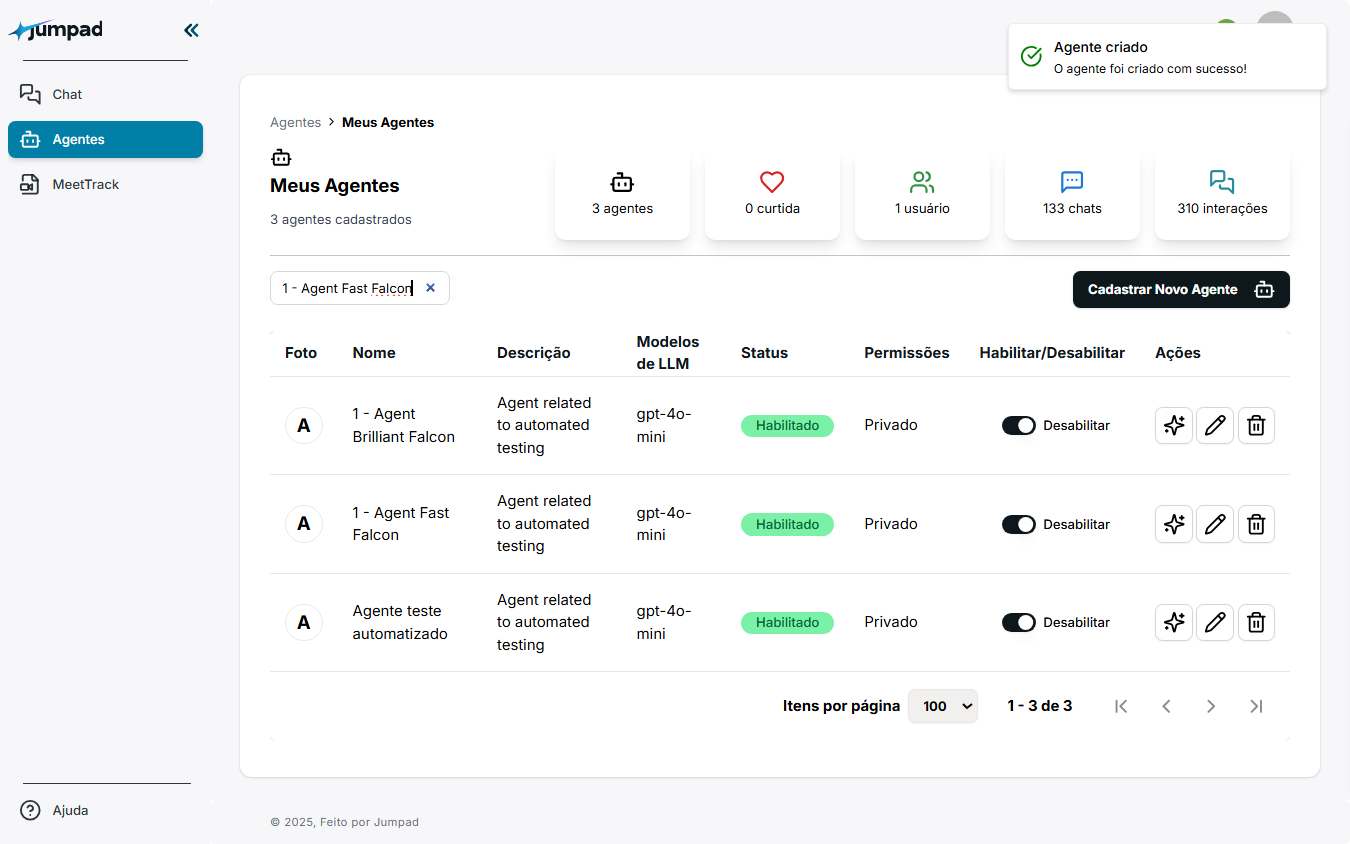 jumpad
Chat
Agentes
MeetTrack
Ajuda
Agente criado
O agente foi criado com sucesso!
Agentes > Meus Agentes
Meus Agentes
3 agentes cadastrados
3 agentes
0 curtida
1 usuário
133 chats
310 interações
1 - Agent Fast Falcon
Cadastrar Novo Agente
Foto Nome Descrição Modelos de LLM Status Permissões Habilitar/Desabilitar Ações
A 1 - Agent Brilliant Falcon Agent related to automated testing gpt-4o-mini Habilitado Privado Desabilitar
A 1 - Agent Fast Falcon Agent related to automated testing gpt-4o-mini Habilitado Privado Desabilitar
A Agente teste automatizado Agent related to automated testing gpt-4o-mini Habilitado Privado Desabilitar
Itens por página 100 1 - 3 de 3
© 2025, Feito por Jumpad